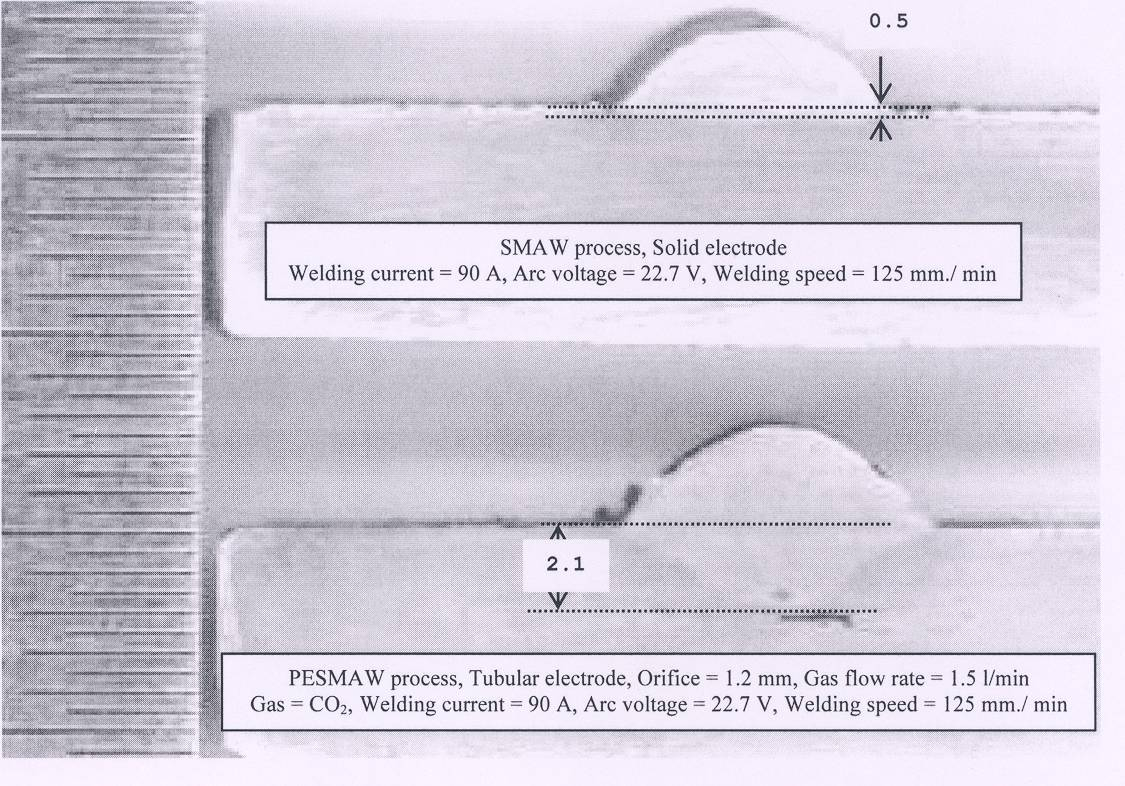 0.5
SMAW process, Solid electrode
Welding current = 90 A, Arc voltage = 22.7 V, Welding speed = 125 mm./ min
2.1
PESMAW process, Tubular electrode, Orifice = 1.2 mm, Gas flow rate = 1.5 l/min
Gas = CO₂, Welding current = 90 A, Arc voltage = 22.7 V, Welding speed = 125 mm./ min